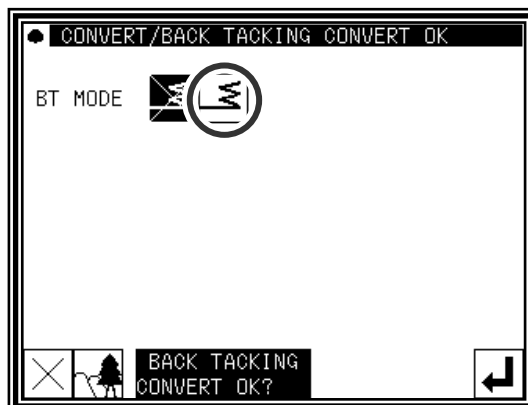 CONVERT/BACK TACKING CONVERT OK
BT MODE
BACK TACKING
CONVERT OK?